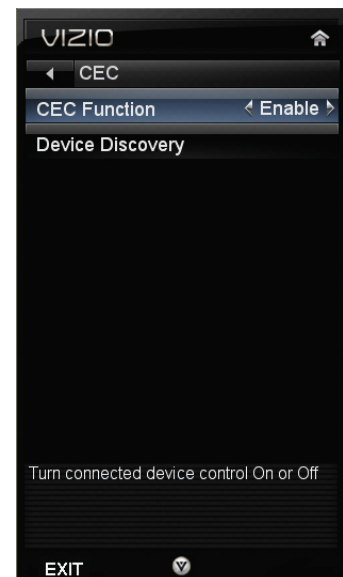 VIZIO
CEC
CEC Function Enable
Device Discovery
Turn connected device control On or Off
EXIT V